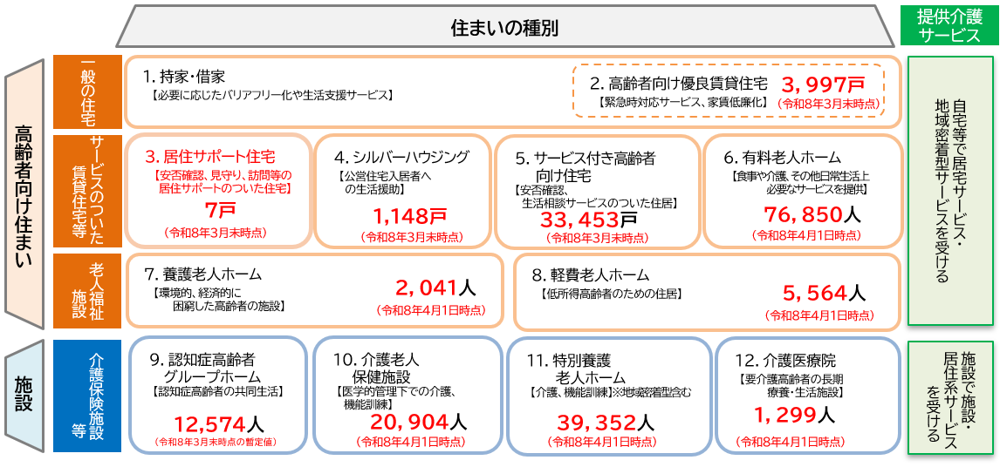 住まいの種別
提供介護
サービス
高齢者向け住まい
一般の住宅
1．持家・借家
【必要に応じたバリアフリー化や生活支援サービス】
2．高齢者向け優良賃貸住宅
【緊急時対応サービス、家賃低廉化】
3，997戸
（令和8年3月末時点）
サービスのついた
賃貸住宅等
3．居住サポート住宅
【安否確認、見守り、訪問等の
居住サポートのついた住宅】
7戸
（令和8年3月末時点）
4．シルバーハウジング
【公営住宅入居者へ
の生活援助】
1,148戸
（令和8年3月末時点）
5．サービス付き高齢者
向け住宅
【安否確認、
生活相談サービスのついた住居】
33，453戸
（令和8年3月末時点）
6．有料老人ホーム
【食事や介護、その他日常生活上
必要なサービスを提供】
76，850人
（令和8年4月1日時点）
自宅等で居宅サービス・
地域密着型サービスを受ける
老人福祉
施設
7．養護老人ホーム
【環境的、経済的に
困窮した高齢者の施設】
2，041人
（令和8年4月1日時点）
8．軽費老人ホーム
【低所得高齢者のための住居】
5，564人
（令和8年4月1日時点）
施設
介護保険施設
等
9．認知症高齢者
グループホーム
【認知症高齢者の共同生活】
12,574人
（令和8年3月末時点の暫定値）
10．介護老人
保健施設
【医学的管理下での介護、
機能訓練】
20，904人
（令和8年4月1日時点）
11．特別養護
老人ホーム
【介護、機能訓練】※地域密着型含む
39，352人
（令和8年4月1日時点）
12．介護医療院
【要介護高齢者の長期
療養・生活施設】
1,299人
（令和8年4月1日時点）
施設で施設・
居住系サービス
を受ける